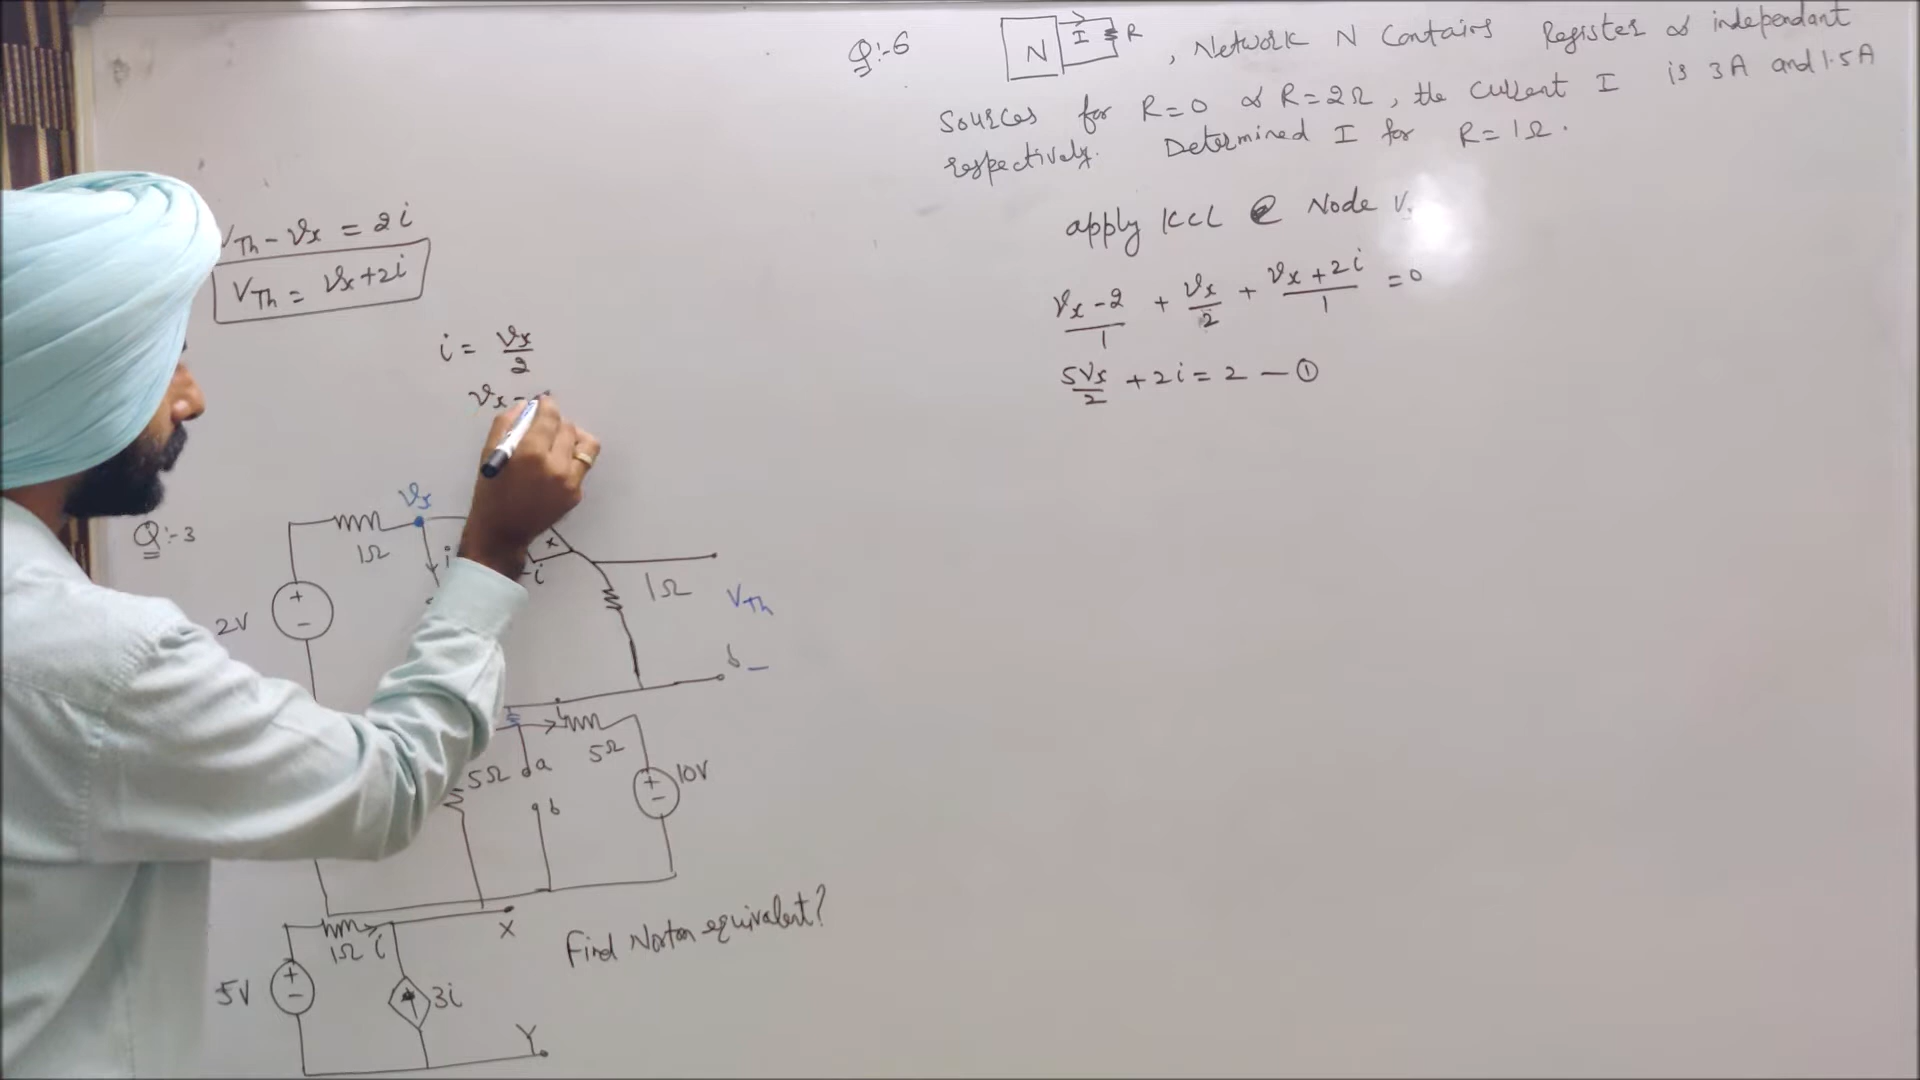 Q:-6
N I R , Network N Contains Register & independant
Sources for R=0 & R=2Ω, the current I is 3A and 1.5A
respectively. Determined I for R=1Ω.
VTh - Vx = 2i
VTh = Vx+2i
i = Vx/2
Vx =
apply KCL @ Node V
(Vx-2)/1 + Vx/2 + (Vx+2i)/1 = 0
5Vx/2 + 2i = 2 — ①
Q:-3
Vx
1Ω
i
2V
+
-
1Ω
VTh
b -
5Ω
a
b
5Ω
10V
+
-
X
1Ω i
5V
+
-
3i
Y
Find Norton equivalent?